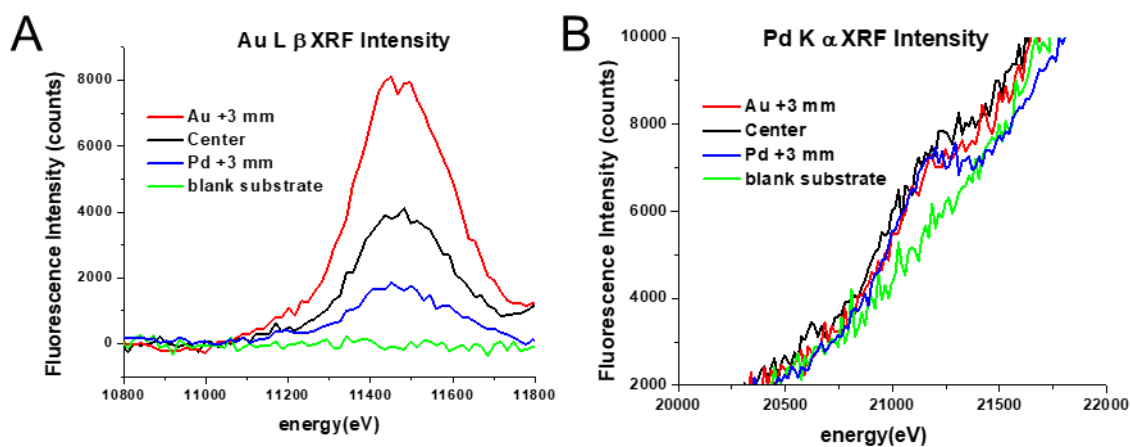 A
Au L β XRF Intensity
Fluorescence Intensity (counts)
8000
6000
4000
2000
0
Au +3 mm
Center
Pd +3 mm
blank substrate
10800 11000 11200 11400 11600 11800
energy(eV)
B
Pd K α XRF Intensity
Fluorescence Intensity (counts)
10000
8000
6000
4000
2000
Au +3 mm
Center
Pd +3 mm
blank substrate
20000 20500 21000 21500 22000
energy(eV)